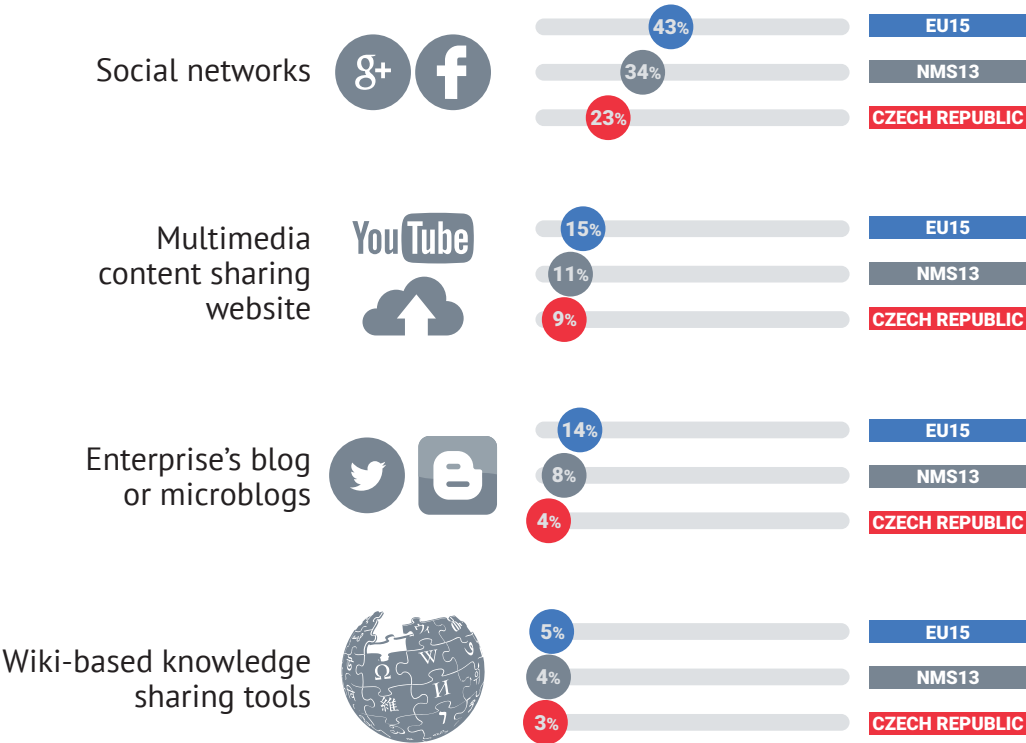 Social networks
g+ f
43% EU15
34% NMS13
23% CZECH REPUBLIC
Multimedia
content sharing
website
YouTube
15% EU15
11% NMS13
9% CZECH REPUBLIC
Enterprise’s blog
or microblogs
B
14% EU15
8% NMS13
4% CZECH REPUBLIC
Wiki-based knowledge
sharing tools
Ω W И
維
5% EU15
4% NMS13
3% CZECH REPUBLIC